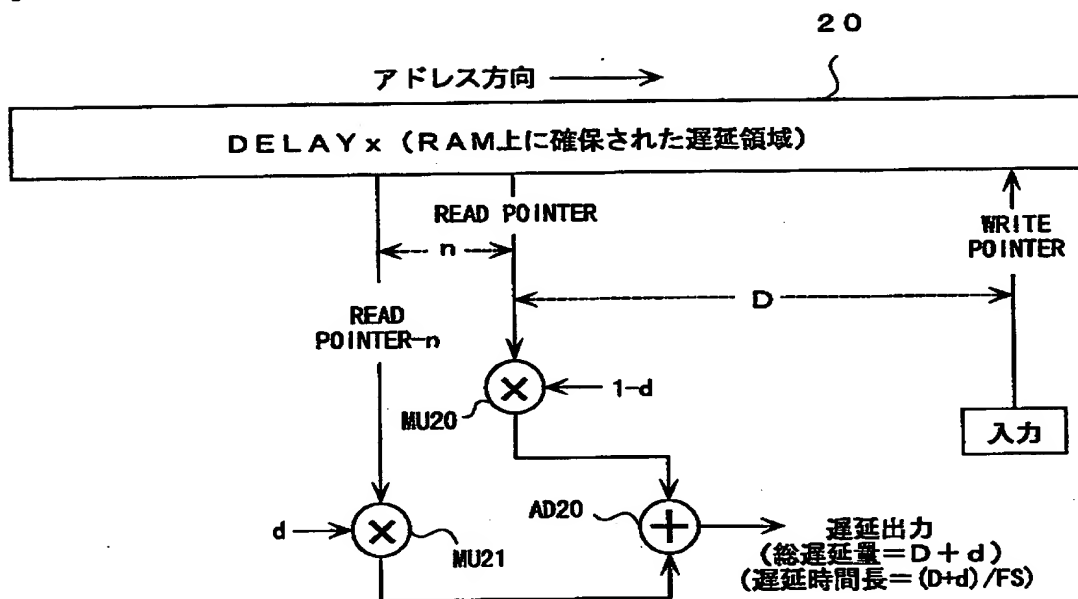 20
アドレス方向
DELAYx (RAM上に確保された遅延領域)
READ POINTER
n
WRITE
POINTER
D
READ
POINTER-n
1-d
MU20
入力
d
MU21
AD20
遅延出力
(総遅延量=D+d)
(遅延時間長=(D+d)/FS)